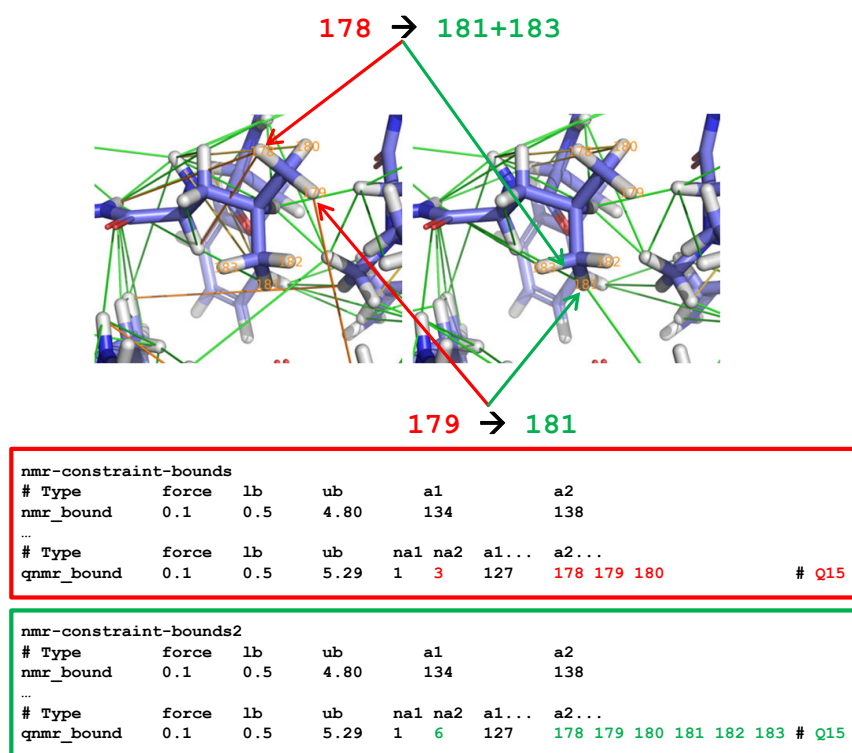 178 → 181+183
178 180
179
183 182
181
178 180
179
183 182
181
179 → 181
nmr-constraint-bounds
# Type force lb ub a1 a2
nmr_bound 0.1 0.5 4.80 134 138
…
# Type force lb ub na1 na2 a1... a2...
qnmr_bound 0.1 0.5 5.29 1 3 127 178 179 180 # Q15
nmr-constraint-bounds2
# Type force lb ub a1 a2
nmr_bound 0.1 0.5 4.80 134 138
…
# Type force lb ub na1 na2 a1... a2...
qnmr_bound 0.1 0.5 5.29 1 6 127 178 179 180 181 182 183 # Q15